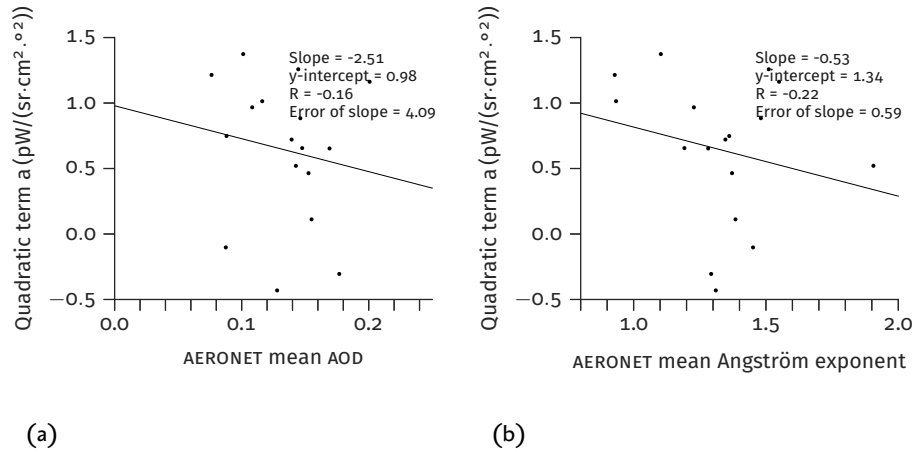 Quadratic term a (pW/(sr·cm²·°²))
1.5
1.0
0.5
0.0
−0.5
Slope = -2.51
y-intercept = 0.98
R = -0.16
Error of slope = 4.09
0.0 0.1 0.2
AERONET mean AOD
(a)
Quadratic term a (pW/(sr·cm²·°²))
1.5
1.0
0.5
0.0
−0.5
Slope = -0.53
y-intercept = 1.34
R = -0.22
Error of slope = 0.59
1.0 1.5 2.0
AERONET mean Angström exponent
(b)